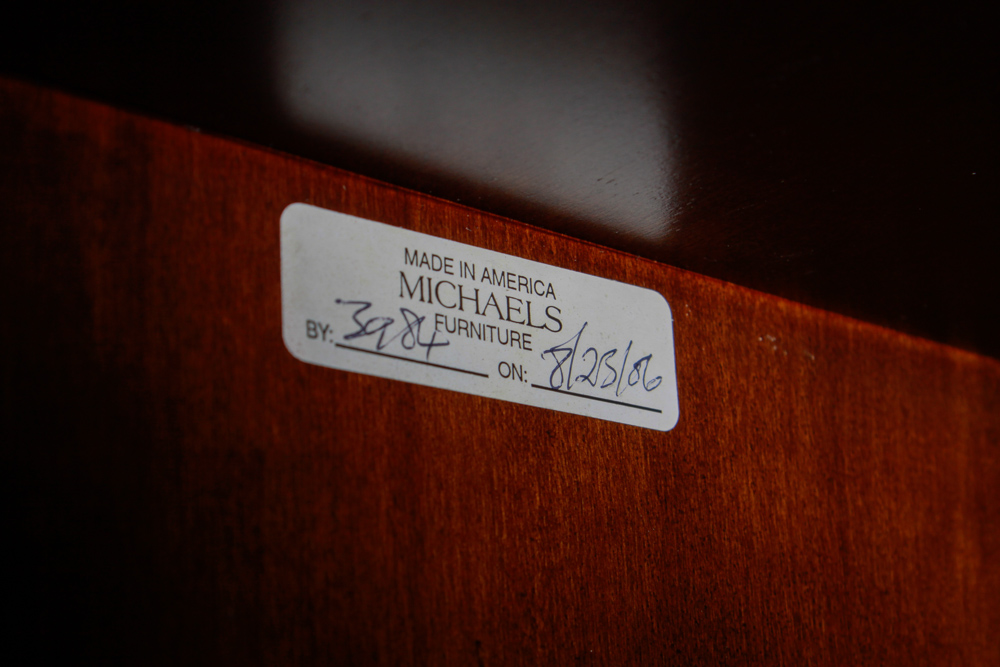 MADE IN AMERICA
MICHAELS
FURNITURE
BY: 3984
ON: 8/25/06